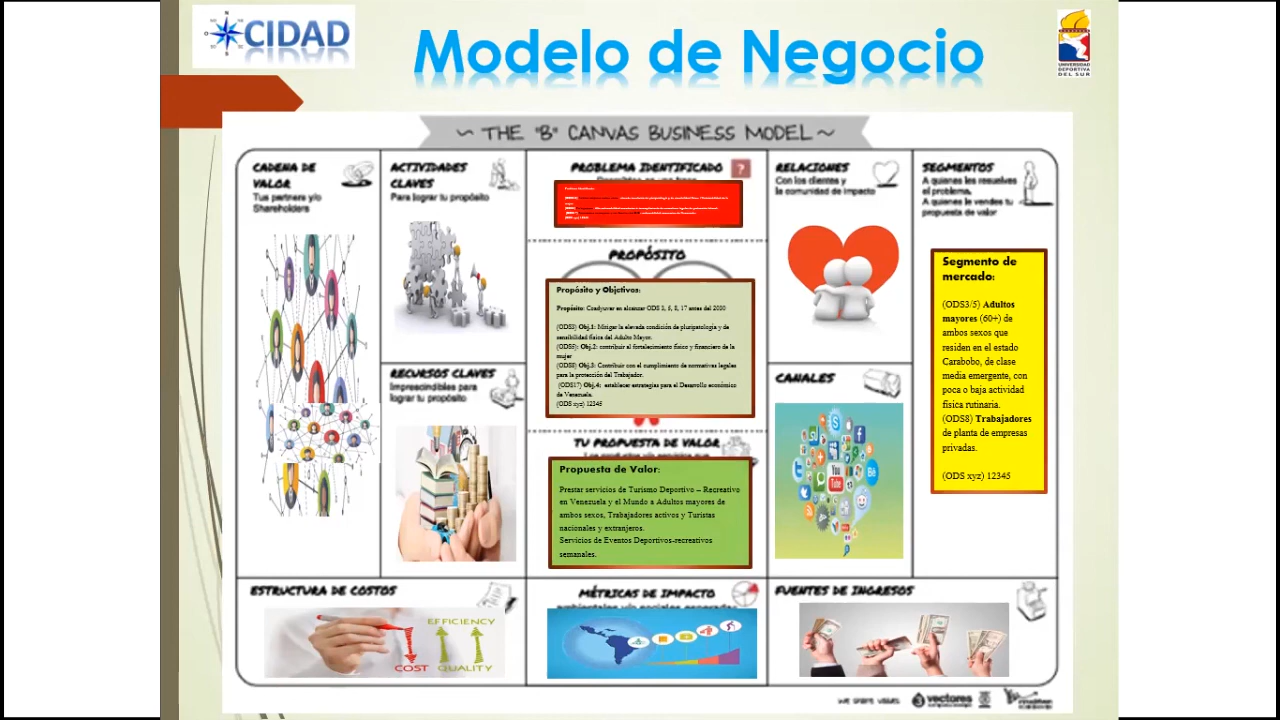 CIDAD
Modelo de Negocio
UNIVERSIDAD
DEPORTIVA
DEL SUR
~ THE "B" CANVAS BUSINESS MODEL ~
CADENA DE
VALOR
Tus partners y/o
Shareholders
ACTIVIDADES
CLAVES
Para lograr tu propósito
RECURSOS CLAVES
Imprescindibles para
lograr tu propósito
PROBLEMA IDENTIFICADO
?
PROPÓSITO
Propósito y Objetivos:
Propósito: Coadyuvar en alcanzar ODS 3, 5, 8, 17 antes del 2030
(ODS3) Obj.1: Mitigar la elevada condición de pluripatología y de
sensibilidad física del Adulto Mayor.
(ODS5): Obj.2: contribuir al fortalecimiento físico y financiero de la
mujer
(ODS8) Obj.3: Contribuir con el cumplimiento de normativas legales
para la protección del Trabajador.
(ODS17) Obj.4: establecer estrategias para el Desarrollo económico
de Venezuela.
(ODS xyz) 12345
TU PROPUESTA DE VALOR
Propuesta de Valor:
Prestar servicios de Turismo Deportivo – Recreativo
en Venezuela y el Mundo a Adultos mayores de
ambos sexos, Trabajadores activos y Turistas
nacionales y extranjeros.
Servicios de Eventos Deportivos-recreativos
semanales.
RELACIONES
Con los clientes y
la comunidad de impacto
CANALES
You
Tube
SEGMENTOS
A quienes les resuelves
el problema.
A quienes le vendes tu
propuesta de valor
Segmento de
mercado:
(ODS3/5) Adultos
mayores (60+) de
ambos sexos que
residen en el estado
Carabobo, de clase
media emergente, con
poca o baja actividad
física rutinaria.
(ODS8) Trabajadores
de planta de empresas
privadas.
(ODS xyz) 12345
ESTRUCTURA DE COSTOS
EFFICIENCY
COST QUALITY
MÉTRICAS DE IMPACTO
FUENTES DE INGRESOS
we share values
3 vectores